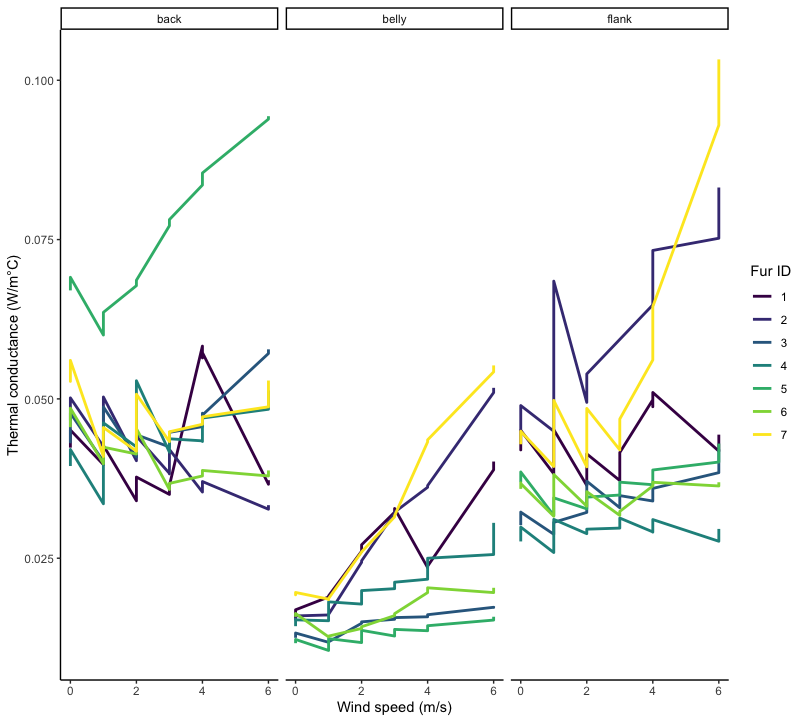 back belly flank
0.100
0.075
0.050
0.025
Thermal conductance (W/m°C)
0 2 4 6 0 2 4 6 0 2 4 6
Wind speed (m/s)
Fur ID
1
2
3
4
5
6
7